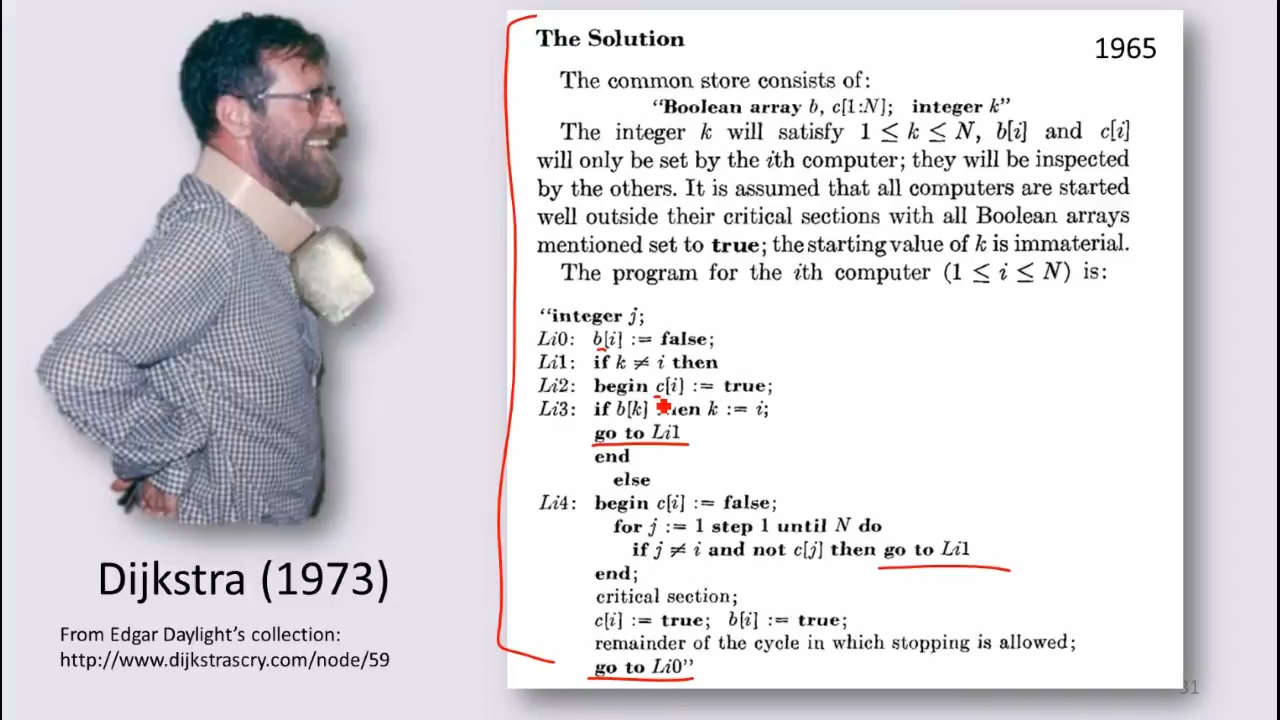 The Solution
1965
The common store consists of:
“Boolean array b, c[1:N]; integer k”
The integer k will satisfy 1 ≤ k ≤ N, b[i] and c[i]
will only be set by the ith computer; they will be inspected
by the others. It is assumed that all computers are started
well outside their critical sections with all Boolean arrays
mentioned set to true; the starting value of k is immaterial.
The program for the ith computer (1 ≤ i ≤ N) is:
“integer j;
Li0: b[i] := false;
Li1: if k ≠ i then
Li2: begin c[i] := true;
Li3: if b[k] then k := i;
go to Li1
end
else
Li4: begin c[i] := false;
for j := 1 step 1 until N do
if j ≠ i and not c[j] then go to Li1
end;
critical section;
c[i] := true; b[i] := true;
remainder of the cycle in which stopping is allowed;
go to Li0”
Dijkstra (1973)
From Edgar Daylight’s collection:
http://www.dijkstrascry.com/node/59
31